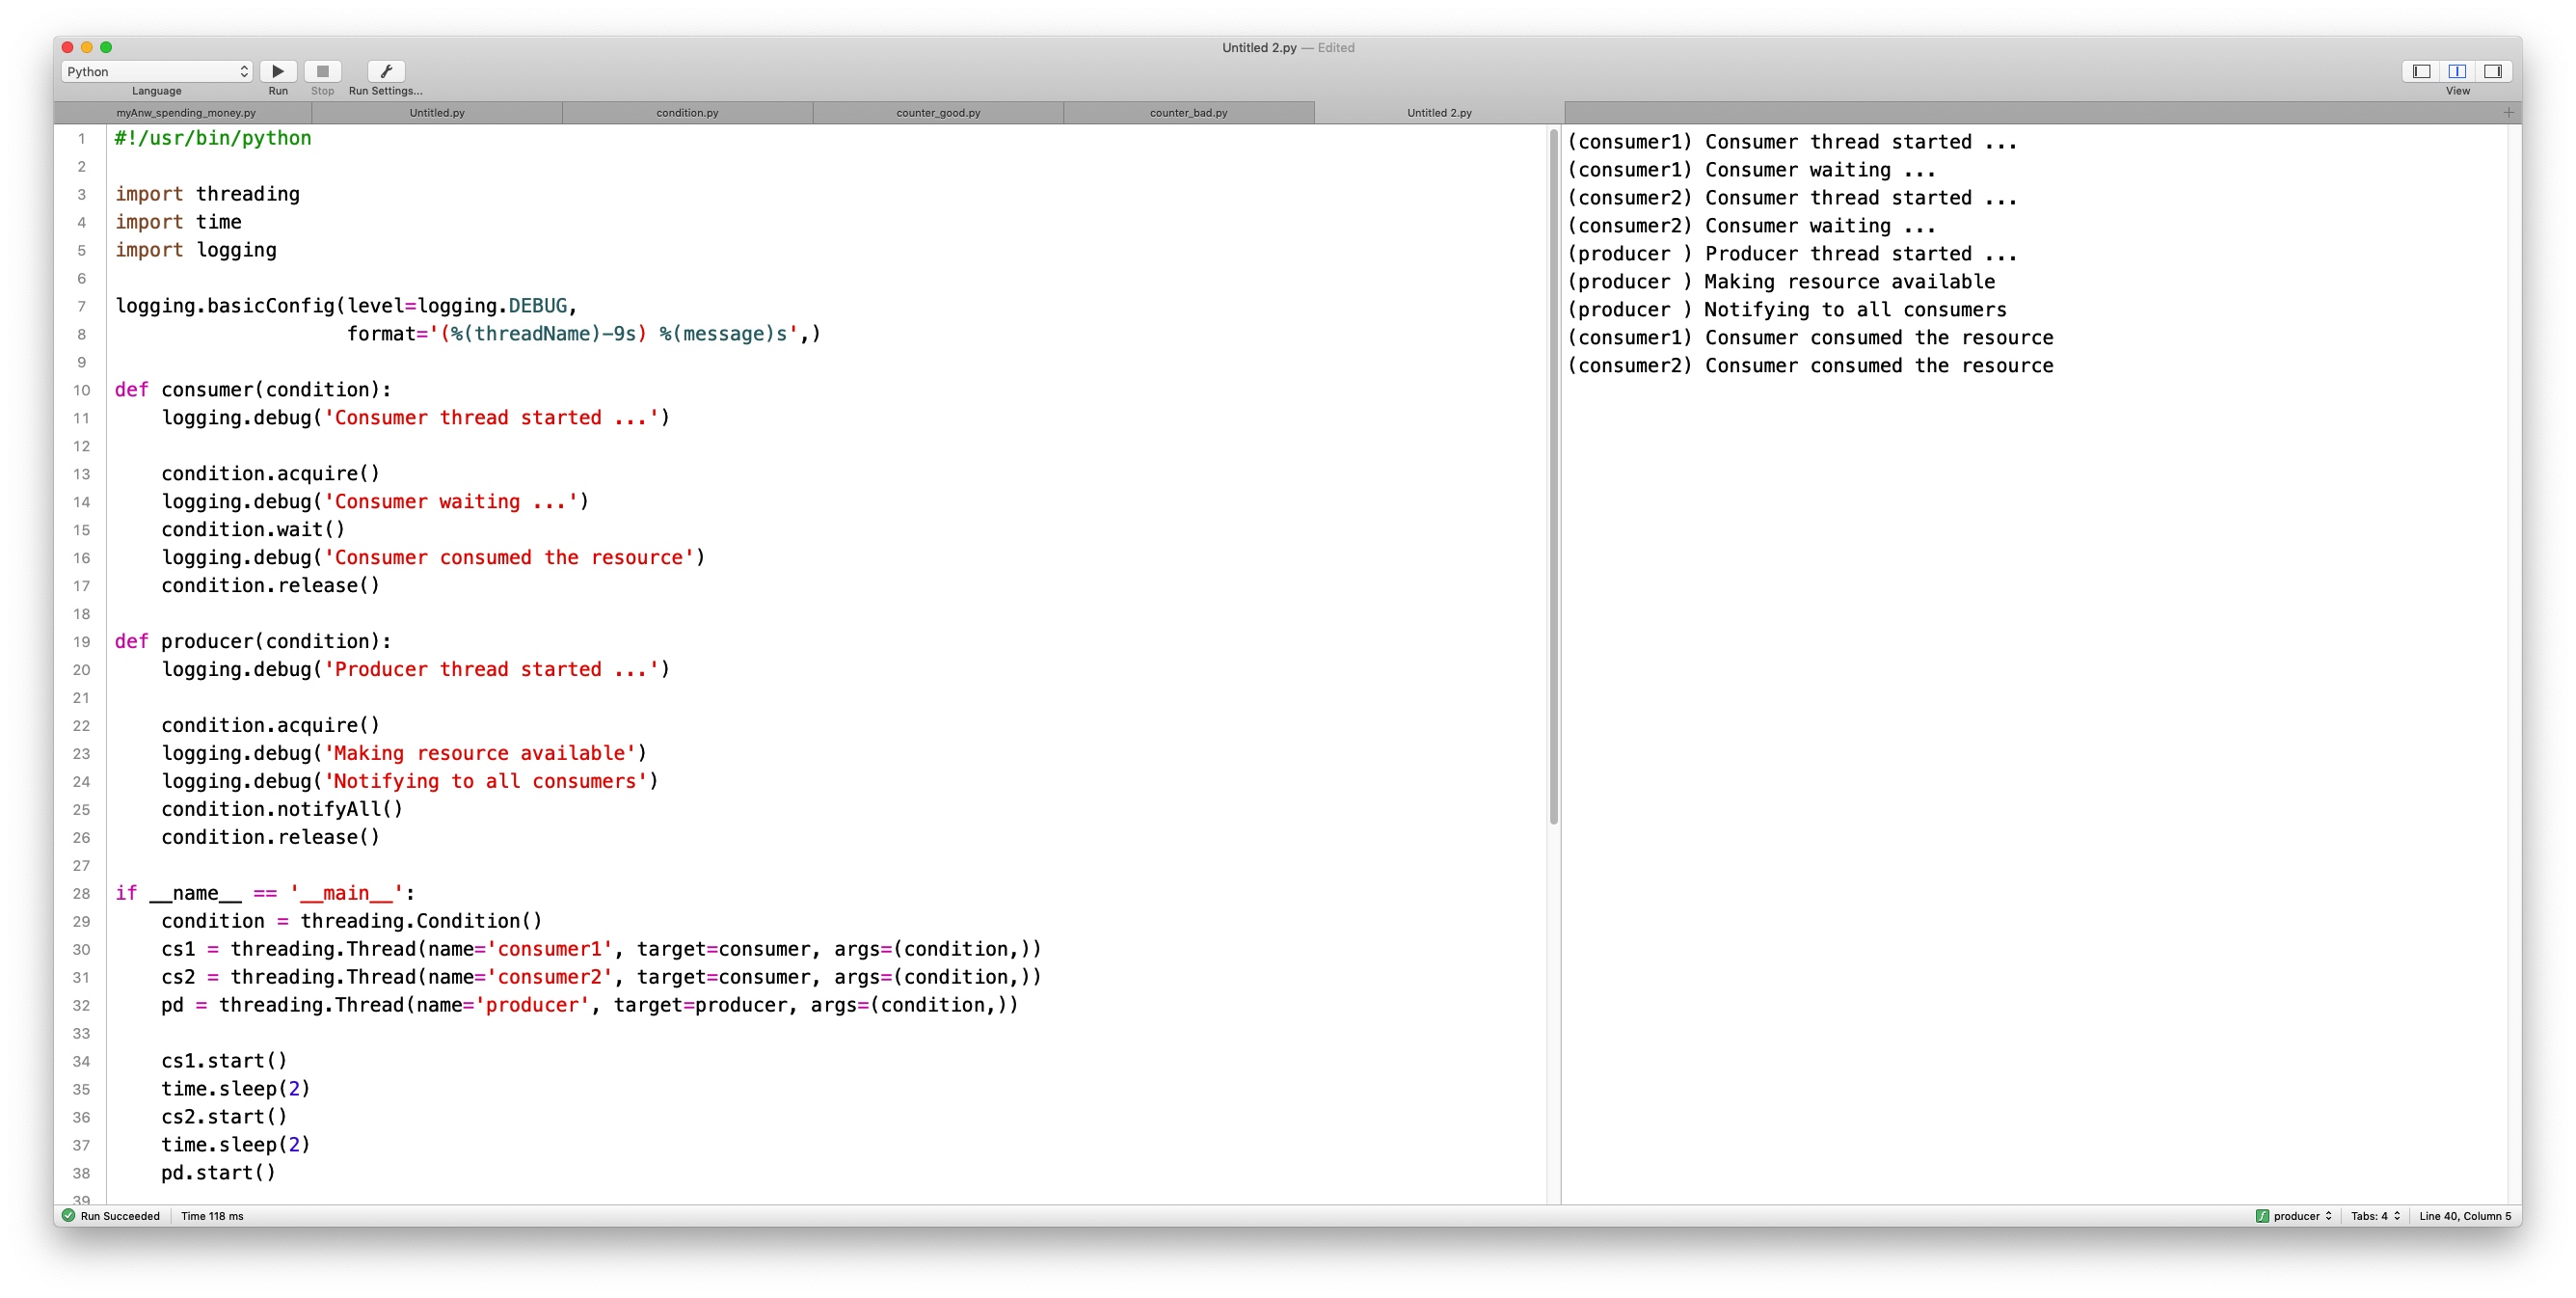 Untitled 2.py — Edited
Python
Language
Run
Stop
Run Settings...
View
myAnw_spending_money.py
Untitled.py
condition.py
counter_good.py
counter_bad.py
Untitled 2.py
1 #!/usr/bin/python
2
3 import threading
4 import time
5 import logging
6
7 logging.basicConfig(level=logging.DEBUG,
8                     format='(%(threadName)-9s) %(message)s',)
9
10 def consumer(condition):
11     logging.debug('Consumer thread started ...')
12
13     condition.acquire()
14     logging.debug('Consumer waiting ...')
15     condition.wait()
16     logging.debug('Consumer consumed the resource')
17     condition.release()
18
19 def producer(condition):
20     logging.debug('Producer thread started ...')
21
22     condition.acquire()
23     logging.debug('Making resource available')
24     logging.debug('Notifying to all consumers')
25     condition.notifyAll()
26     condition.release()
27
28 if __name__ == '__main__':
29     condition = threading.Condition()
30     cs1 = threading.Thread(name='consumer1', target=consumer, args=(condition,))
31     cs2 = threading.Thread(name='consumer2', target=consumer, args=(condition,))
32     pd = threading.Thread(name='producer', target=producer, args=(condition,))
33
34     cs1.start()
35     time.sleep(2)
36     cs2.start()
37     time.sleep(2)
38     pd.start()
39
(consumer1) Consumer thread started ...
(consumer1) Consumer waiting ...
(consumer2) Consumer thread started ...
(consumer2) Consumer waiting ...
(producer ) Producer thread started ...
(producer ) Making resource available
(producer ) Notifying to all consumers
(consumer1) Consumer consumed the resource
(consumer2) Consumer consumed the resource
Run Succeeded
Time 118 ms
producer
Tabs: 4
Line 40, Column 5